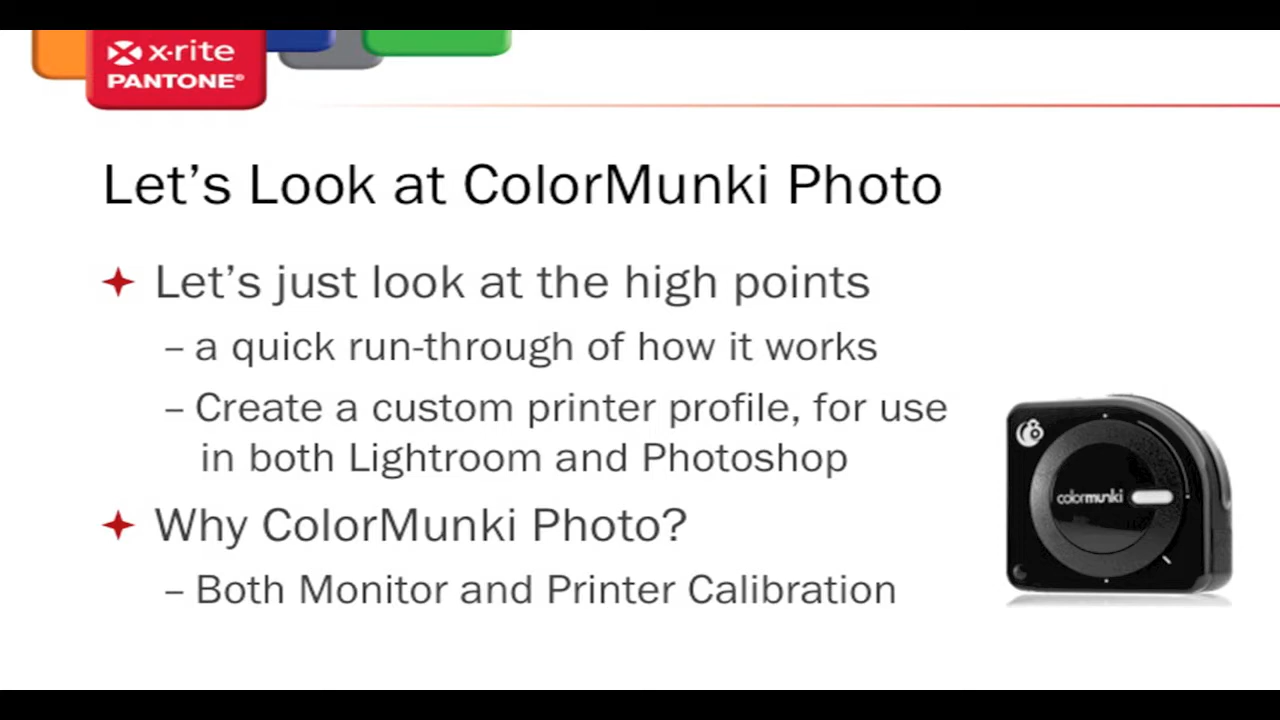 x·rite
PANTONE®
Let's Look at ColorMunki Photo
Let's just look at the high points
– a quick run-through of how it works
– Create a custom printer profile, for use
in both Lightroom and Photoshop
Why ColorMunki Photo?
– Both Monitor and Printer Calibration
colormunki